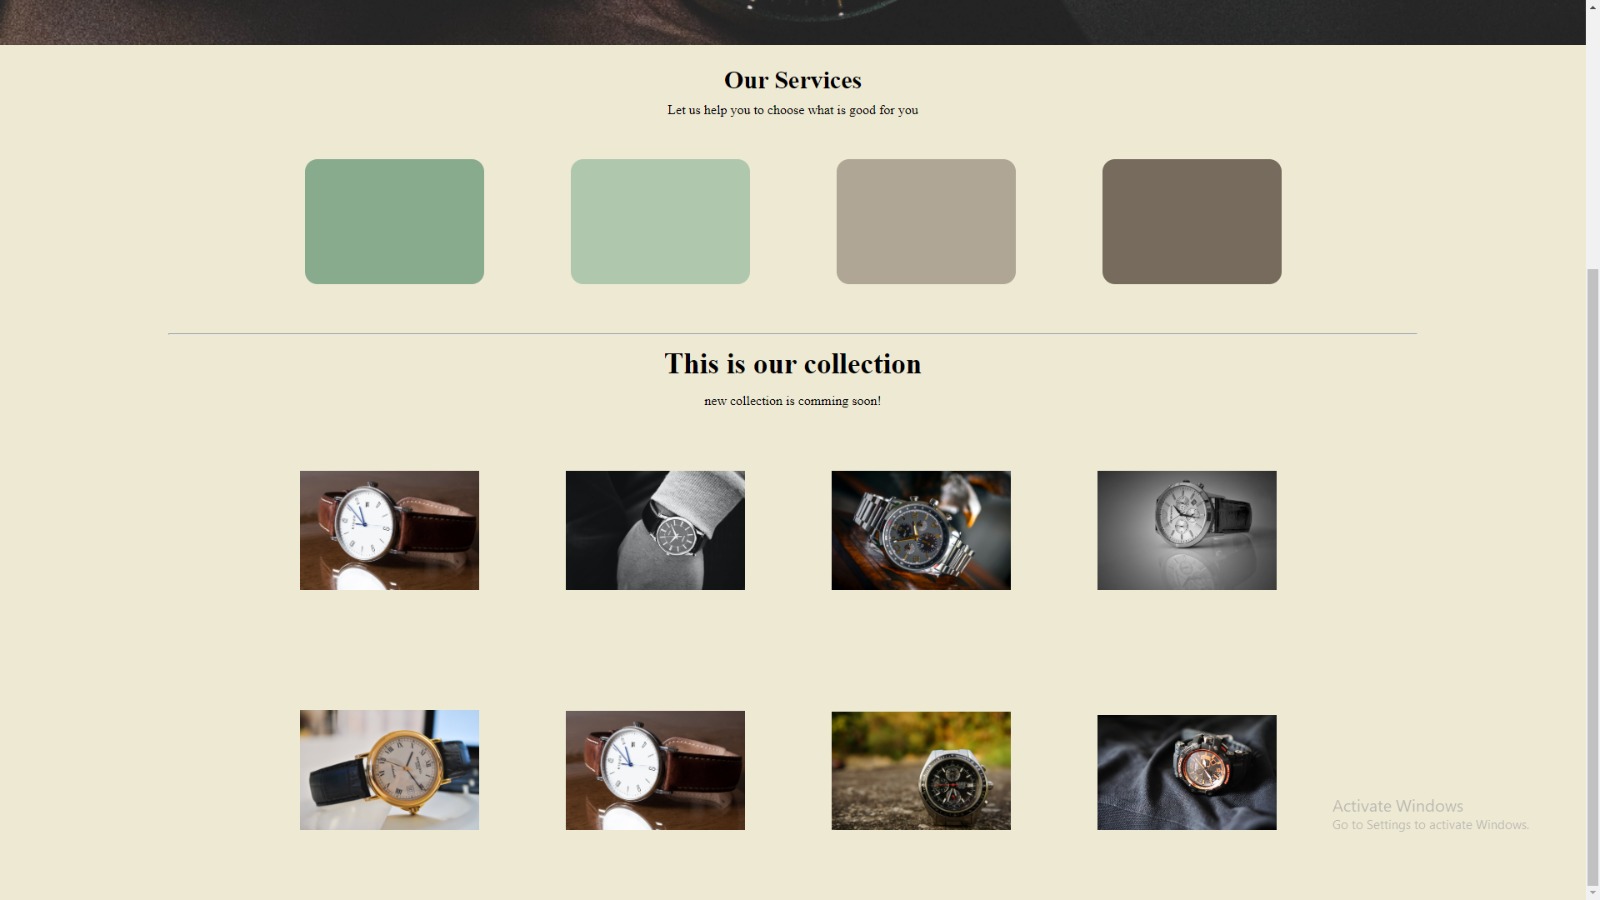 Our Services
Let us help you to choose what is good for you
This is our collection
new collection is comming soon!
Activate Windows
Go to Settings to activate Windows.